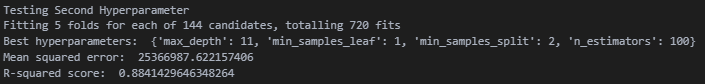 Testing Second Hyperparameter
Fitting 5 folds for each of 144 candidates, totalling 720 fits
Best hyperparameters:  {'max_depth': 11, 'min_samples_leaf': 1, 'min_samples_split': 2, 'n_estimators': 100}
Mean squared error:  25366987.622157406
R-squared score:  0.8841429646348264